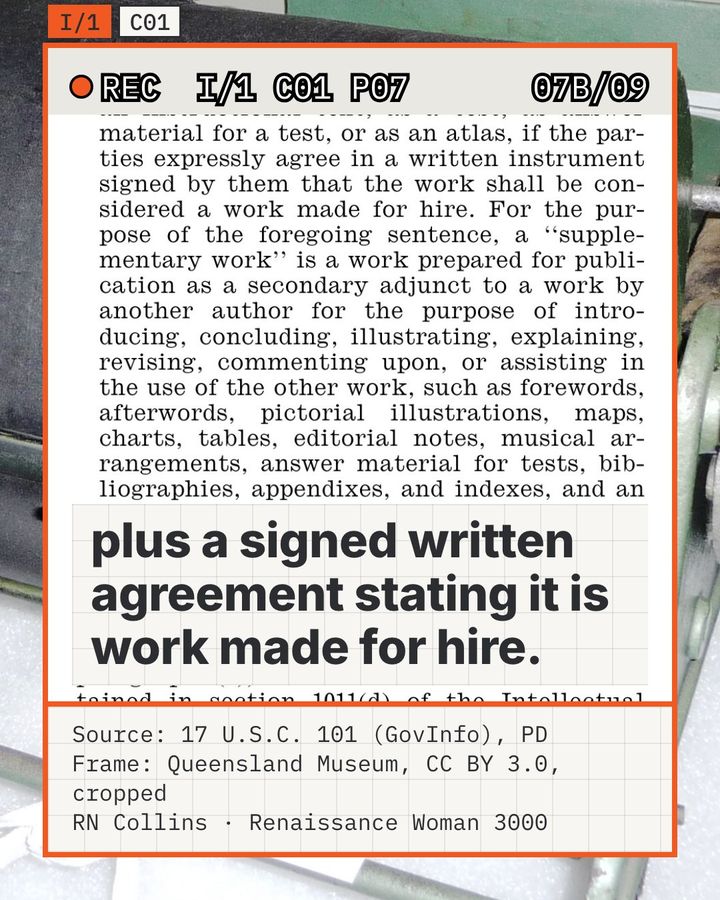 I/1 C01
REC I/1 C01 P07 07B/09
material for a test, or as an atlas, if the par-
ties expressly agree in a written instrument
signed by them that the work shall be con-
sidered a work made for hire. For the pur-
pose of the foregoing sentence, a ‘‘supple-
mentary work’’ is a work prepared for publi-
cation as a secondary adjunct to a work by
another author for the purpose of intro-
ducing, concluding, illustrating, explaining,
revising, commenting upon, or assisting in
the use of the other work, such as forewords,
afterwords, pictorial illustrations, maps,
charts, tables, editorial notes, musical ar-
rangements, answer material for tests, bib-
liographies, appendixes, and indexes, and an
plus a signed written
agreement stating it is
work made for hire.
tained in section 1011(d) of the Intellectual
Source: 17 U.S.C. 101 (GovInfo), PD
Frame: Queensland Museum, CC BY 3.0,
cropped
RN Collins · Renaissance Woman 3000